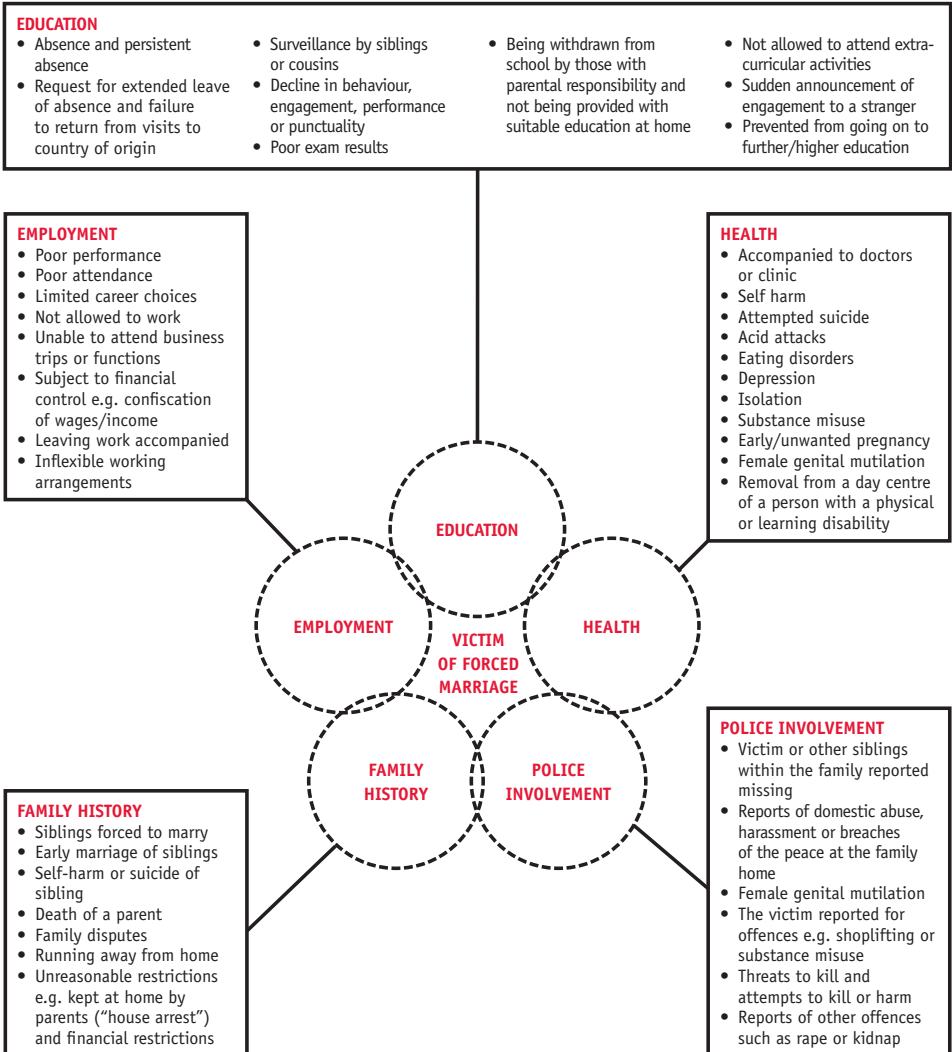 EDUCATION
• Absence and persistent
absence
• Request for extended leave
of absence and failure
to return from visits to
country of origin
• Surveillance by siblings
or cousins
• Decline in behaviour,
engagement, performance
or punctuality
• Poor exam results
• Being withdrawn from
school by those with
parental responsibility and
not being provided with
suitable education at home
• Not allowed to attend extra-
curricular activities
• Sudden announcement of
engagement to a stranger
• Prevented from going on to
further/higher education
EMPLOYMENT
• Poor performance
• Poor attendance
• Limited career choices
• Not allowed to work
• Unable to attend business
trips or functions
• Subject to financial
control e.g. confiscation
of wages/income
• Leaving work accompanied
• Inflexible working
arrangements
HEALTH
• Accompanied to doctors
or clinic
• Self harm
• Attempted suicide
• Acid attacks
• Eating disorders
• Depression
• Isolation
• Substance misuse
• Early/unwanted pregnancy
• Female genital mutilation
• Removal from a day centre
of a person with a physical
or learning disability
EDUCATION
EMPLOYMENT
HEALTH
VICTIM
OF FORCED
MARRIAGE
FAMILY
HISTORY
POLICE
INVOLVEMENT
FAMILY HISTORY
• Siblings forced to marry
• Early marriage of siblings
• Self-harm or suicide of
sibling
• Death of a parent
• Family disputes
• Running away from home
• Unreasonable restrictions
e.g. kept at home by
parents (“house arrest”)
and financial restrictions
POLICE INVOLVEMENT
• Victim or other siblings
within the family reported
missing
• Reports of domestic abuse,
harassment or breaches
of the peace at the family
home
• Female genital mutilation
• The victim reported for
offences e.g. shoplifting or
substance misuse
• Threats to kill and
attempts to kill or harm
• Reports of other offences
such as rape or kidnap